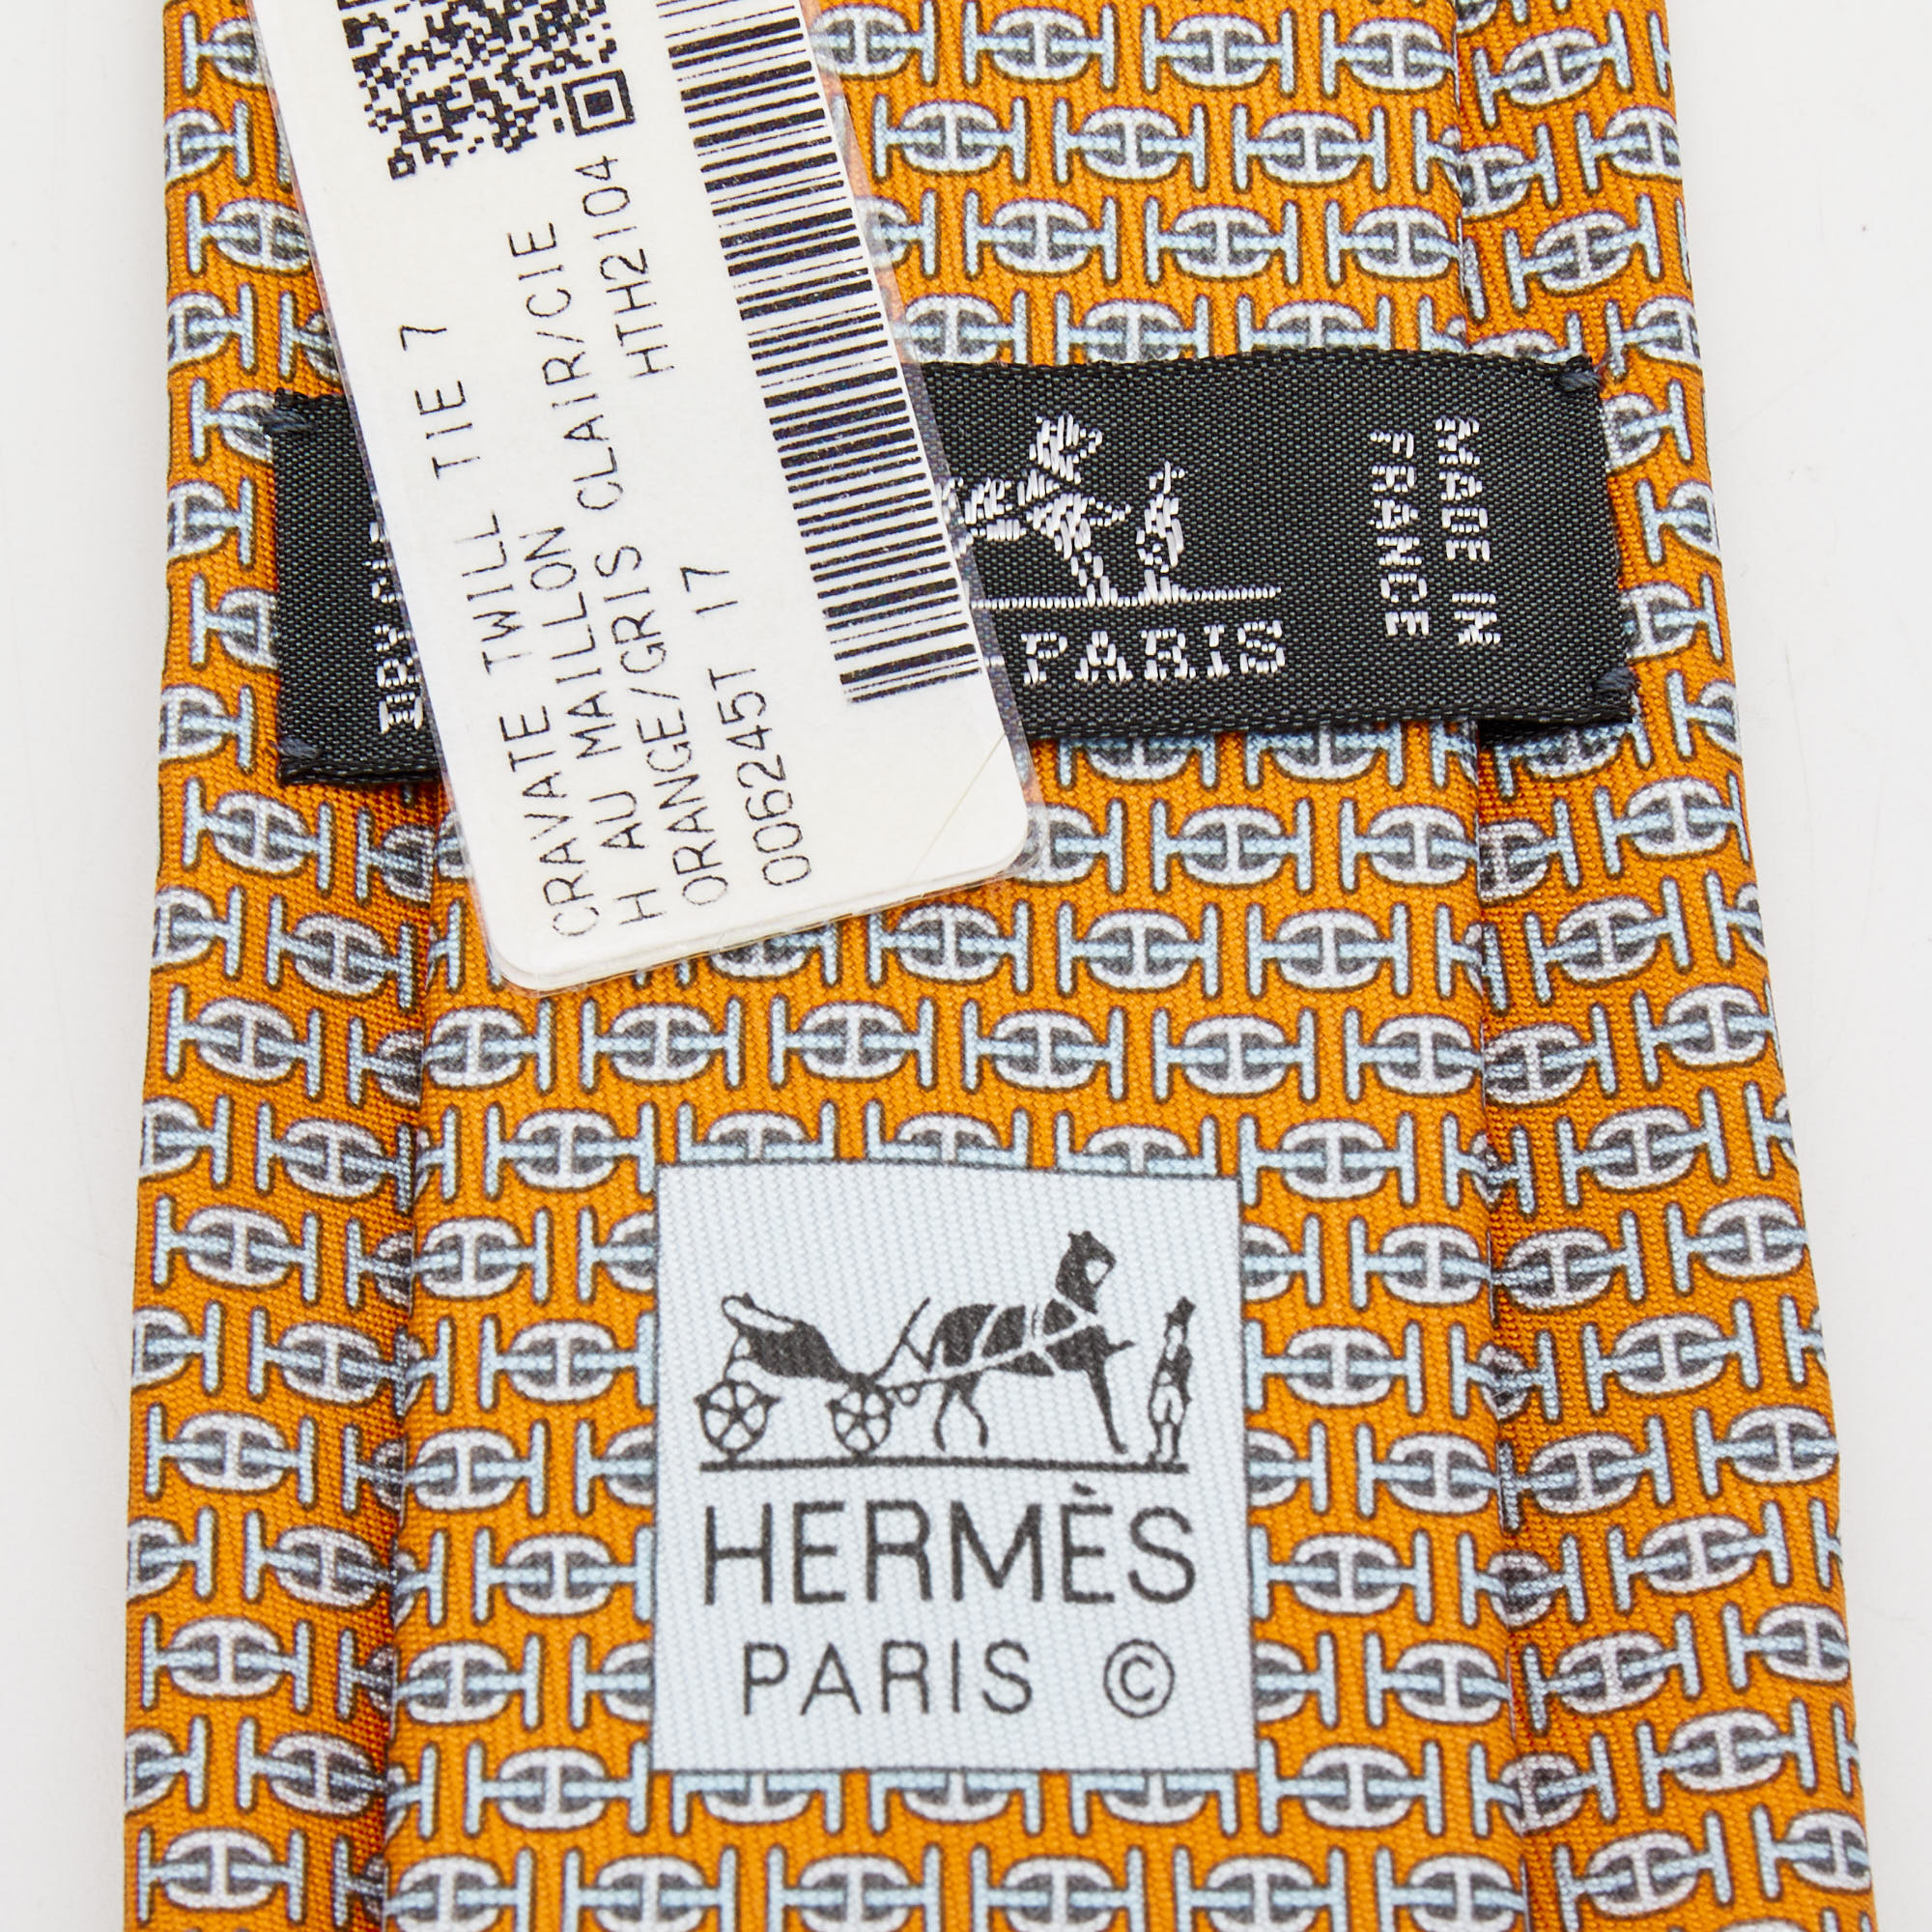 CRAVATE TWILL TIE 7
H AU MAILLON
ORANGE/GRIS CLAIR/CIE
006245T 17 HTH2104
PARIS
MADE IN
FRANCE
HERMÈS
PARIS ©